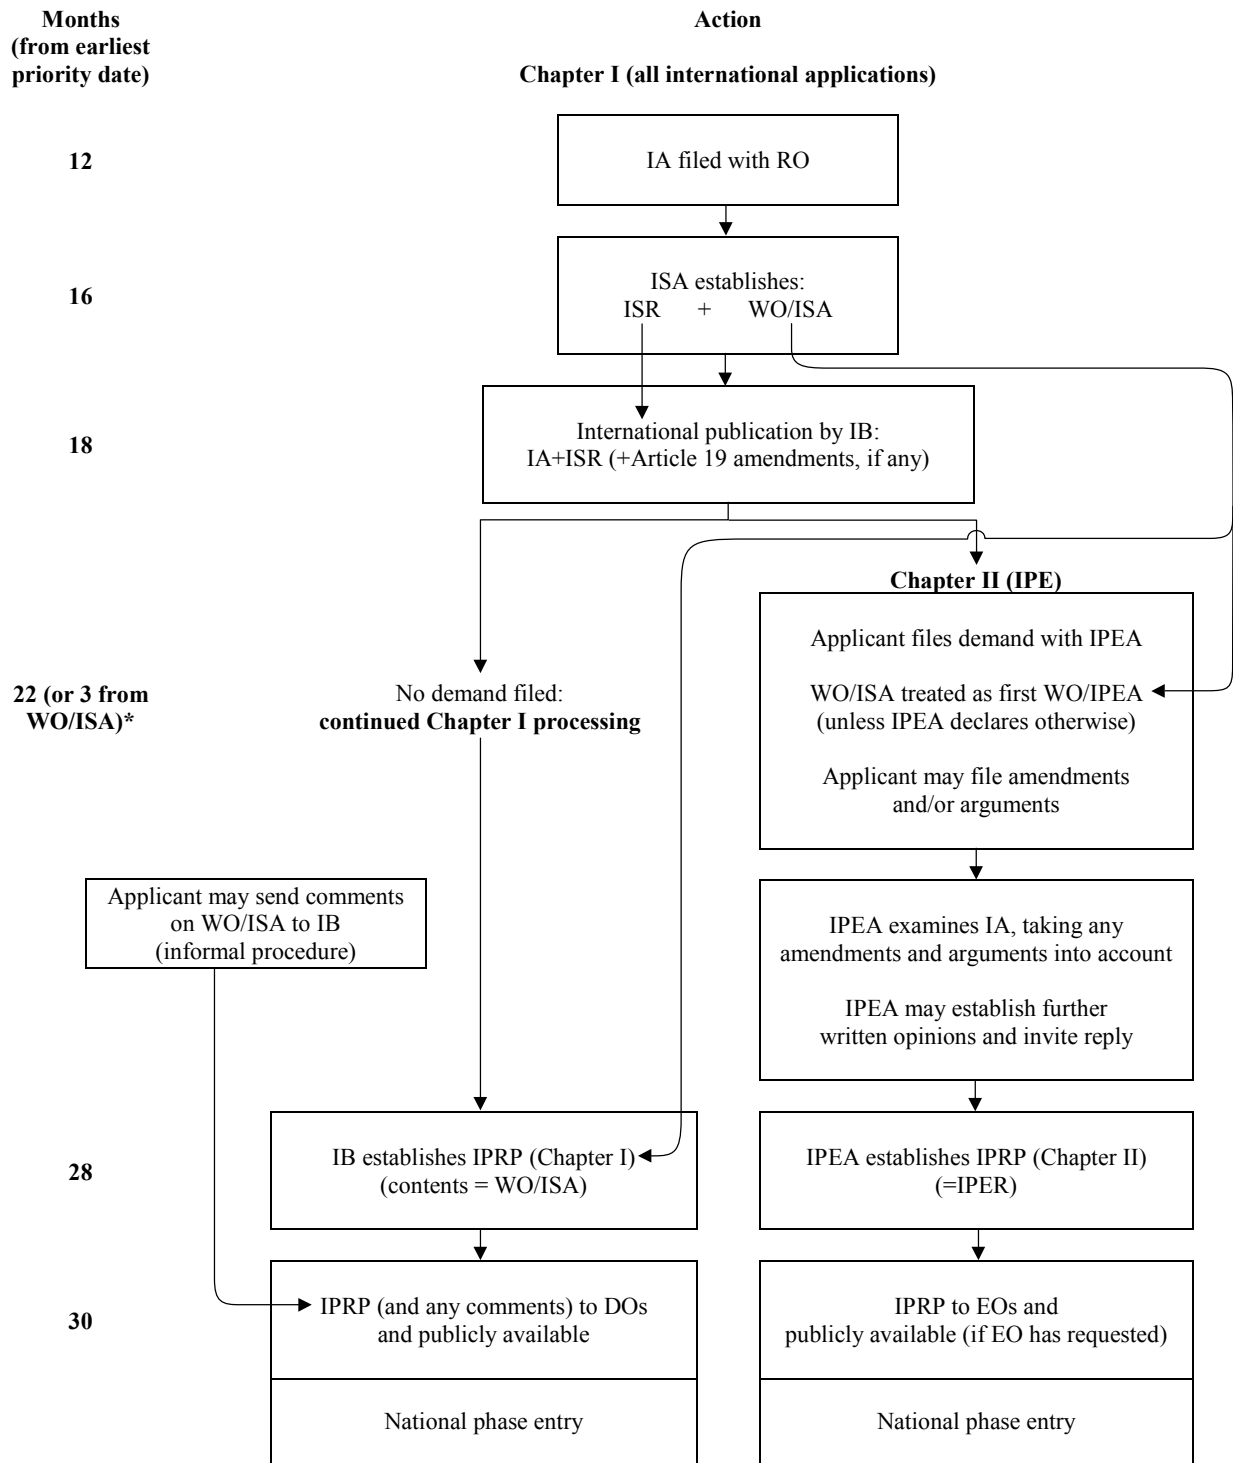 Months
(from earliest
priority date)
Action
Chapter I (all international applications)
12
IA filed with RO
16
ISA establishes:
ISR + WO/ISA
18
International publication by IB:
IA+ISR (+Article 19 amendments, if any)
Chapter II (IPE)
Applicant files demand with IPEA
22 (or 3 from
WO/ISA)*
No demand filed:
continued Chapter I processing
WO/ISA treated as first WO/IPEA
(unless IPEA declares otherwise)
Applicant may file amendments
and/or arguments
Applicant may send comments
on WO/ISA to IB
(informal procedure)
IPEA examines IA, taking any
amendments and arguments into account
IPEA may establish further
written opinions and invite reply
28
IB establishes IPRP (Chapter I)
(contents = WO/ISA)
IPEA establishes IPRP (Chapter II)
(=IPER)
30
IPRP (and any comments) to DOs
and publicly available
IPRP to EOs and
publicly available (if EO has requested)
National phase entry
National phase entry